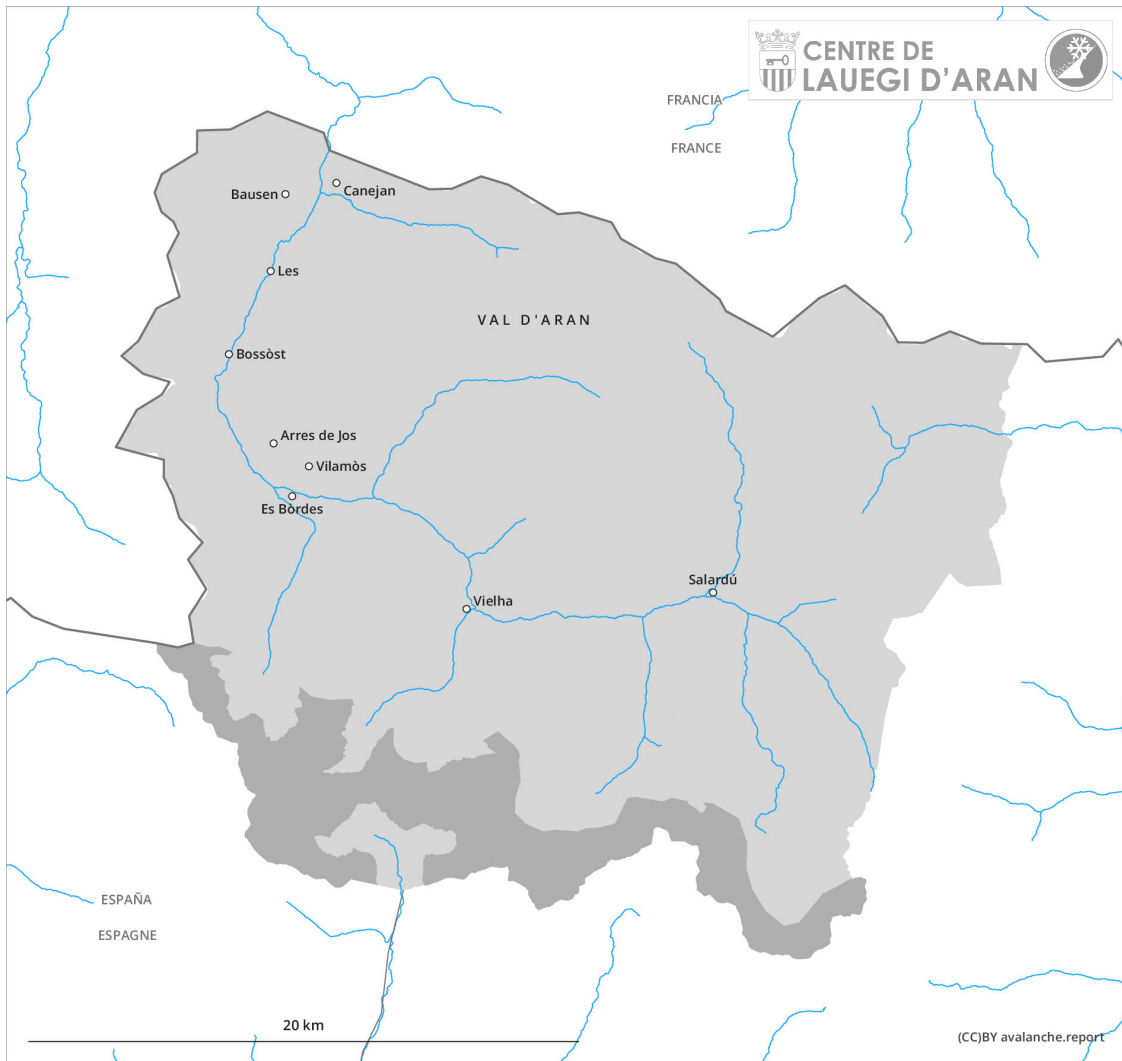 CENTRE DE
LAUEGI D'ARAN
FRANCIA
FRANCE
Canejan
Bausen
Les
VAL D'ARAN
Bossòst
Arres de Jos
Vilamòs
Es Bòrdes
Salardú
Vielha
ESPAÑA
ESPAGNE
20 km
(CC)BY avalanche.report